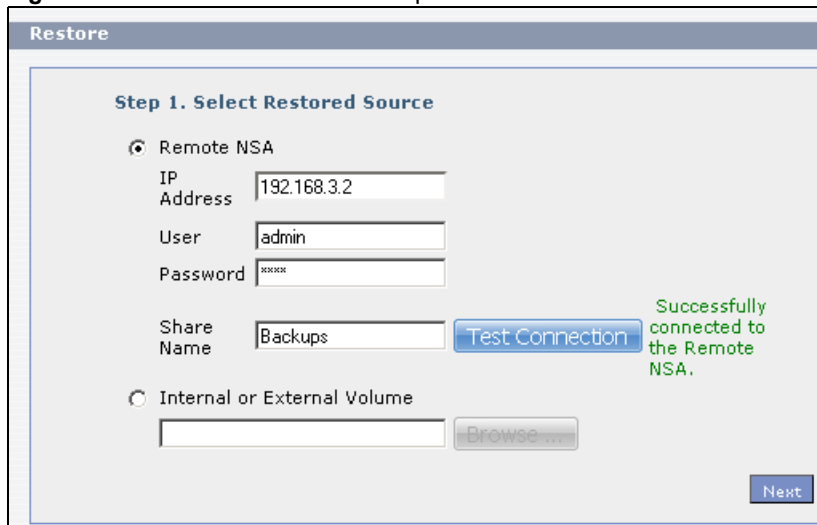 Restore
Step 1. Select Restored Source
Remote NSA
IP
Address
192.168.3.2
User
admin
Password
****
Share
Name
Backups
Test Connection
Successfully
connected to
the Remote
NSA.
Internal or External Volume
Browse ...
Next